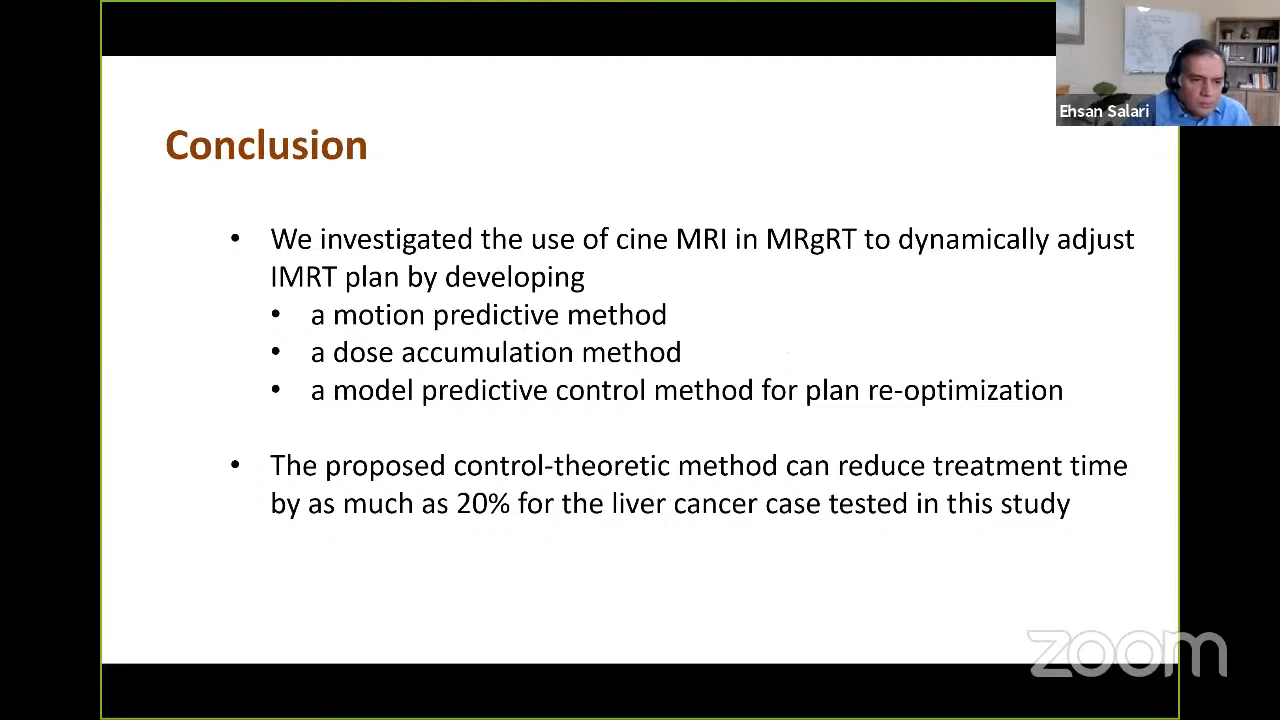 Ehsan Salari
Conclusion
• We investigated the use of cine MRI in MRgRT to dynamically adjust
IMRT plan by developing
• a motion predictive method
• a dose accumulation method
• a model predictive control method for plan re-optimization
• The proposed control-theoretic method can reduce treatment time
by as much as 20% for the liver cancer case tested in this study
zoom